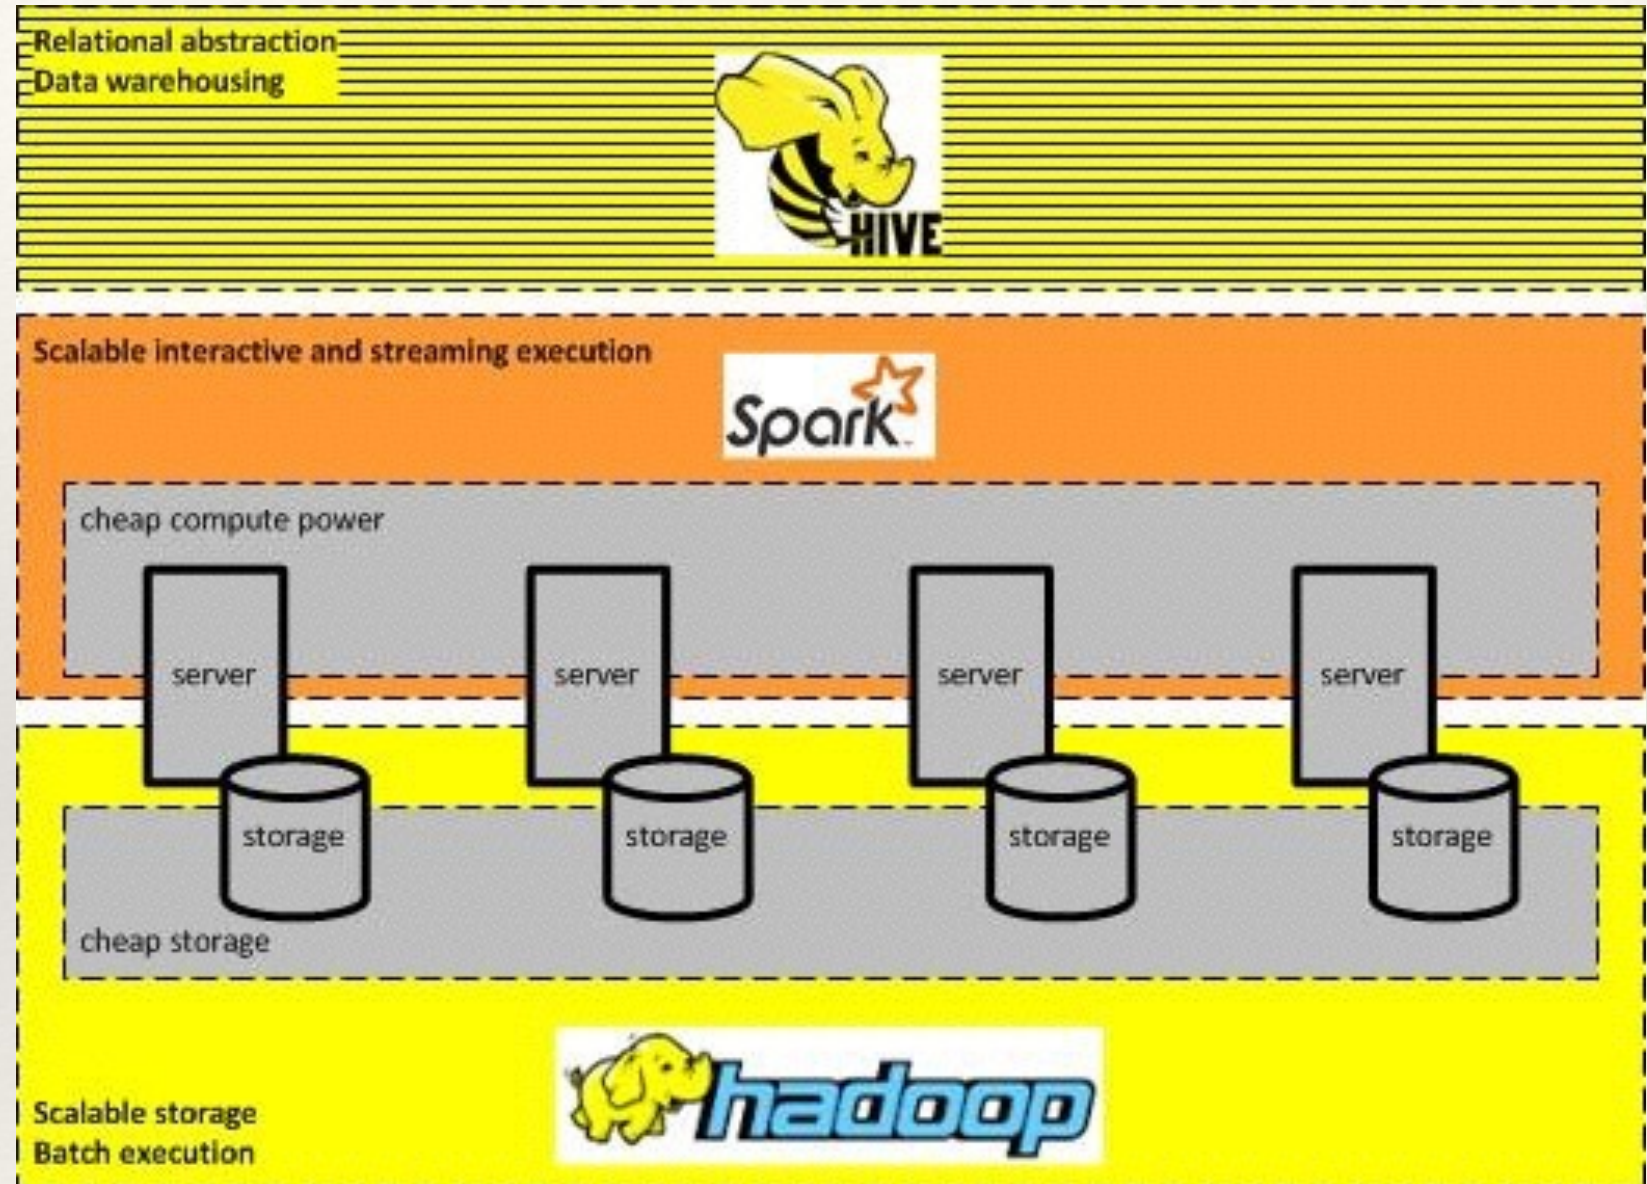 Relational abstraction
Data warehousing
HIVE
Scalable interactive and streaming execution
Spark™
cheap compute power
server
server
server
server
storage
storage
storage
storage
cheap storage
hadoop
Scalable storage
Batch execution